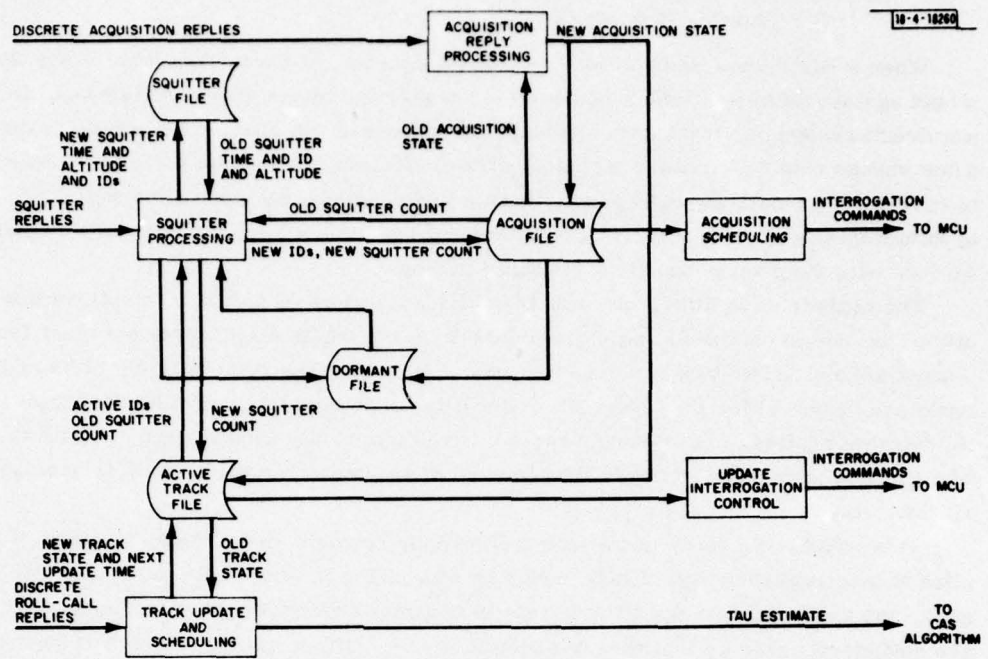 18-4-18260
DISCRETE ACQUISITION REPLIES
ACQUISITION
REPLY
PROCESSING
NEW ACQUISITION STATE
SQUITTER
FILE
NEW SQUITTER
TIME AND
ALTITUDE
AND IDs
OLD SQUITTER
TIME AND ID
AND ALTITUDE
OLD ACQUISITION
STATE
SQUITTER
REPLIES
SQUITTER
PROCESSING
OLD SQUITTER COUNT
NEW IDs, NEW SQUITTER COUNT
ACQUISITION
FILE
ACQUISITION
SCHEDULING
INTERROGATION
COMMANDS
TO MCU
DORMANT
FILE
ACTIVE IDs
OLD SQUITTER
COUNT
NEW SQUITTER
COUNT
ACTIVE
TRACK
FILE
UPDATE
INTERROGATION
CONTROL
INTERROGATION
COMMANDS
TO MCU
NEW TRACK
STATE AND NEXT
UPDATE TIME
OLD
TRACK
STATE
DISCRETE
ROLL-CALL
REPLIES
TRACK UPDATE
AND
SCHEDULING
TAU ESTIMATE
TO
CAS
ALGORITHM